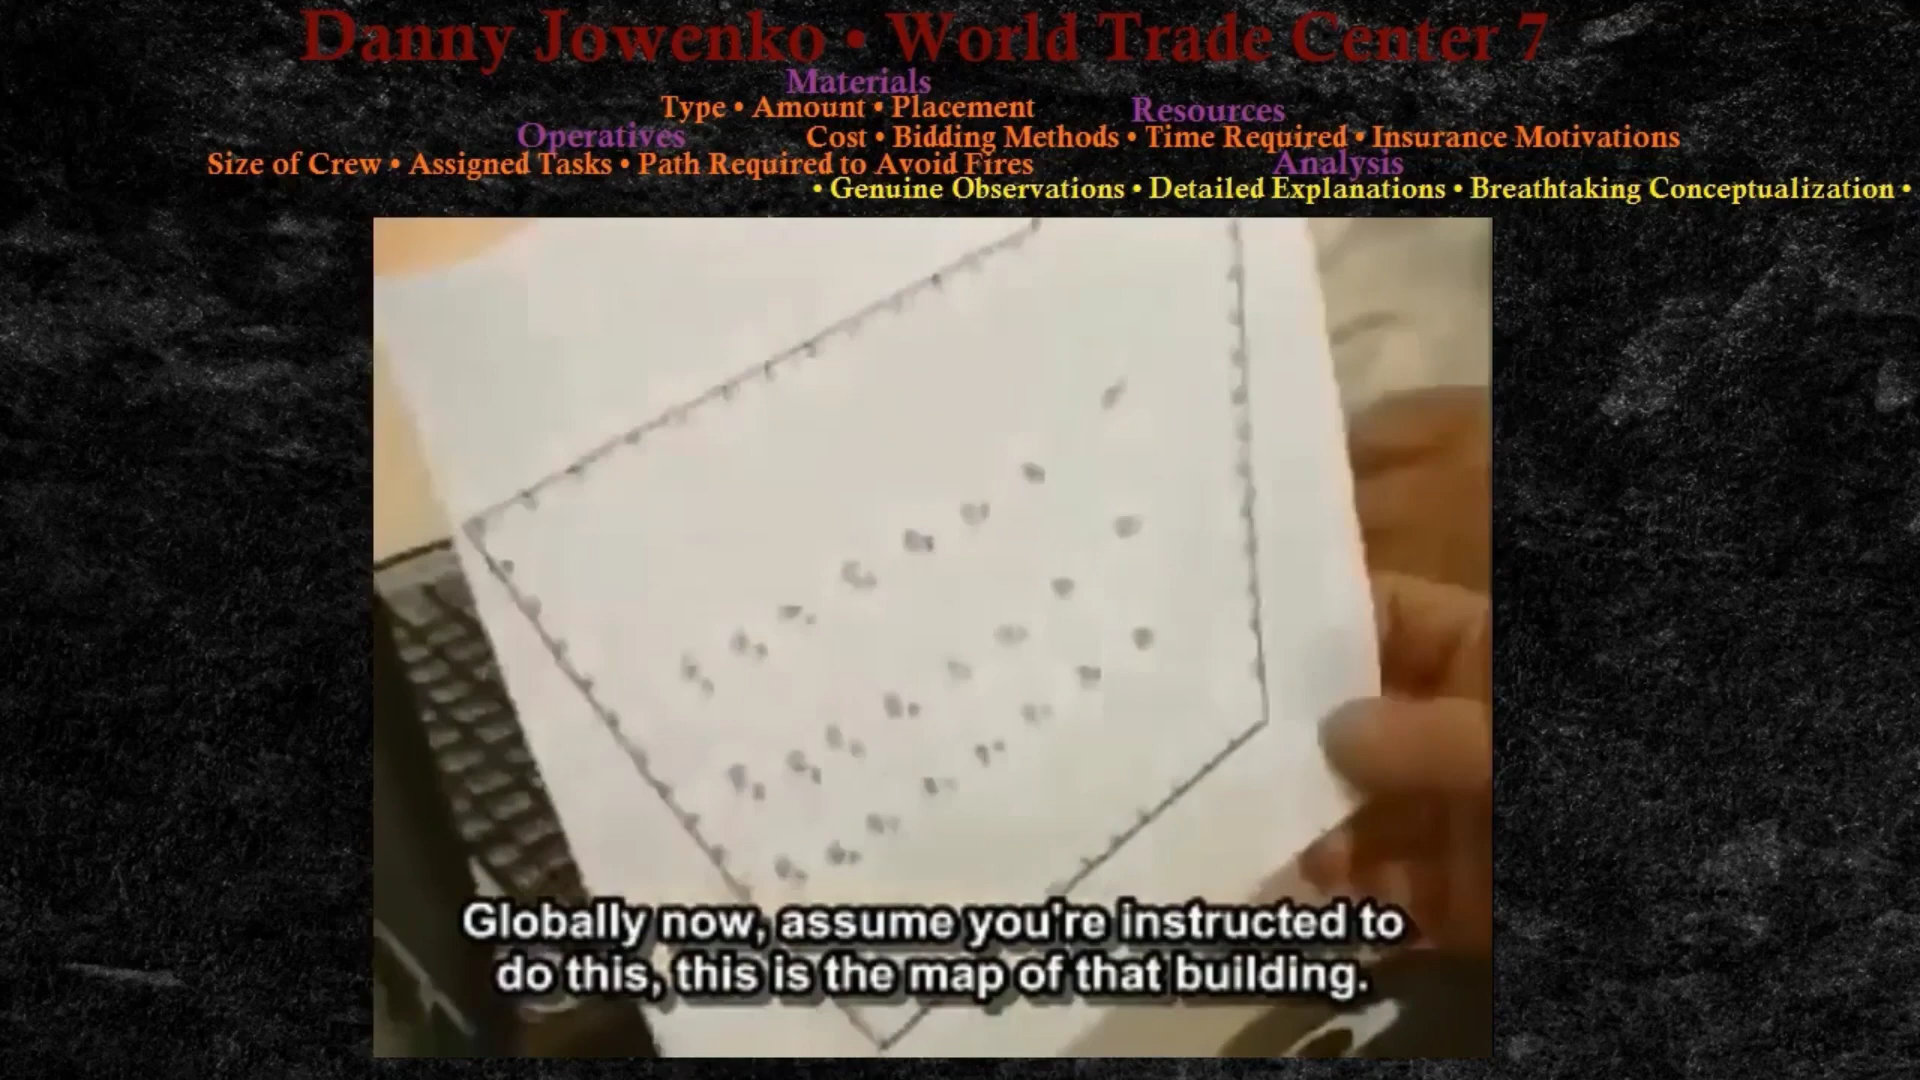 Danny Jowenko • World Trade Center 7
Materials
Type • Amount • Placement
Resources
Operatives
Cost • Bidding Methods • Time Required • Insurance Motivations
Size of Crew • Assigned Tasks • Path Required to Avoid Fires
Analysis
• Genuine Observations • Detailed Explanations • Breathtaking Conceptualization •
Globally now, assume you're instructed to
do this, this is the map of that building.